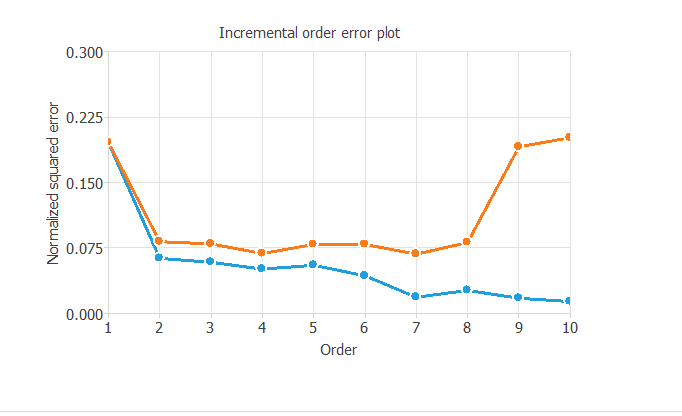 Incremental order error plot
0.300
0.225
0.150
0.075
0.000
Normalized squared error
1 2 3 4 5 6 7 8 9 10
Order